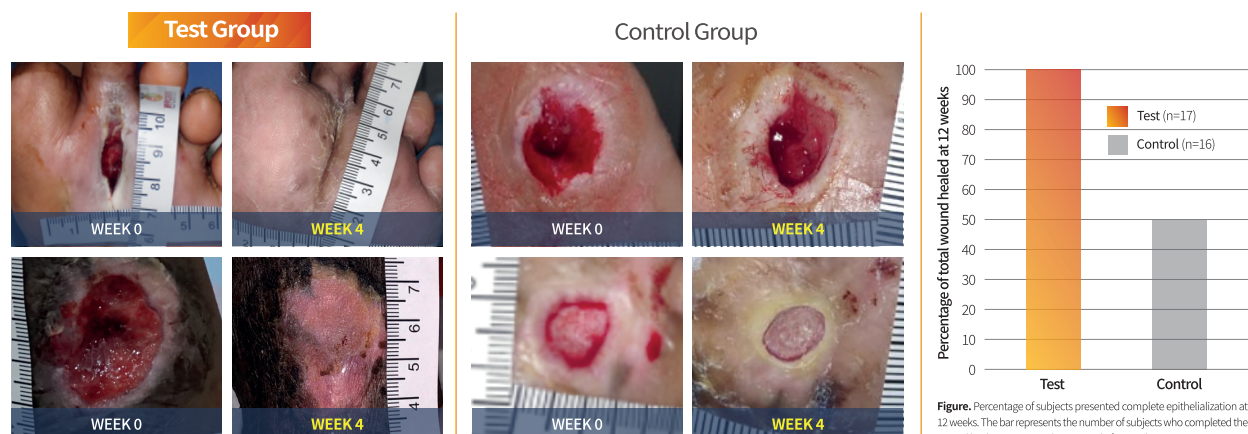 Test Group
Control Group
WEEK 0
WEEK 4
WEEK 0
WEEK 4
WEEK 0
WEEK 4
WEEK 0
WEEK 4
Percentage of total wound healed at 12 weeks
100
90
80
70
60
50
40
30
20
10
0
Test (n=17)
Control (n=16)
Test
Control
Figure. Percentage of subjects presented complete epithelialization at
12 weeks. The bar represents the number of subjects who completed the